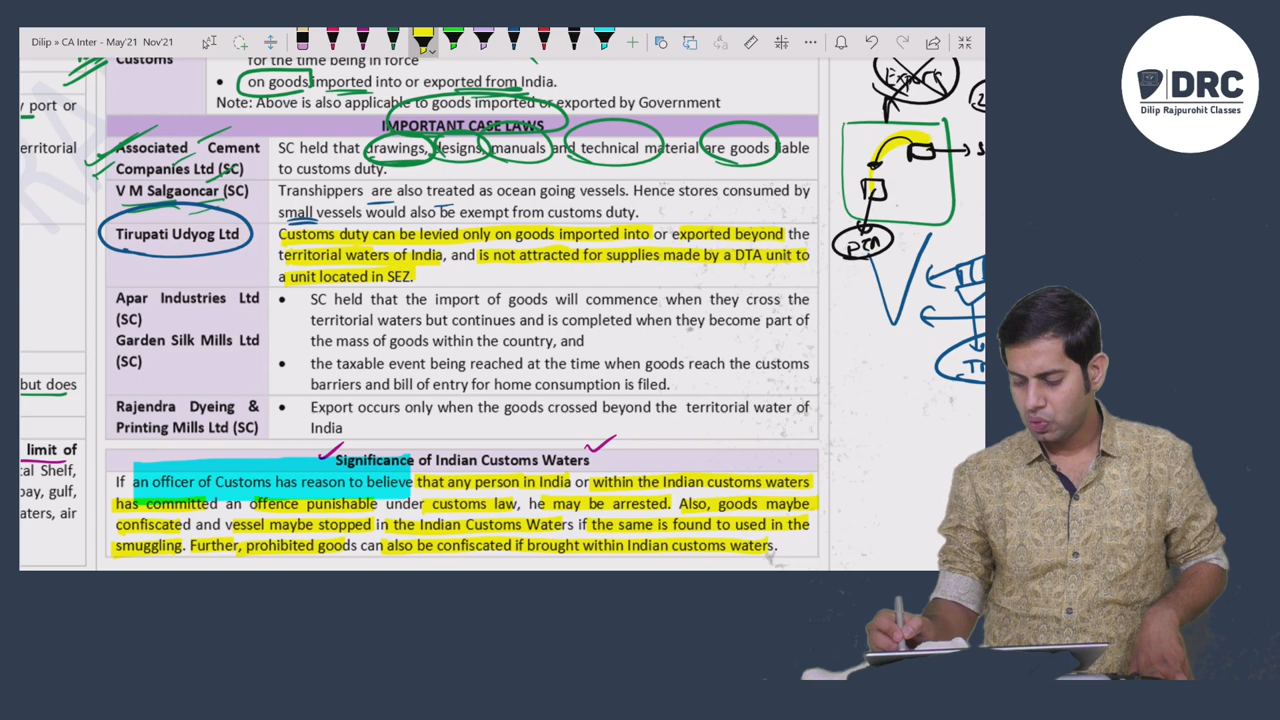 Dilip » CA Inter - May'21 Nov'21
Customs
for the time being in force
• on goods imported into or exported from India.
Note: Above is also applicable to goods imported or exported by Government
IMPORTANT CASE LAWS
Associated Cement Companies Ltd (SC)
SC held that drawings, designs, manuals and technical material are goods liable
to customs duty.
V M Salgaoncar (SC)
Transhippers are also treated as ocean going vessels. Hence stores consumed by
small vessels would also be exempt from customs duty.
Tirupati Udyog Ltd
Customs duty can be levied only on goods imported into or exported beyond the
territorial waters of India, and is not attracted for supplies made by a DTA unit to
a unit located in SEZ.
Apar Industries Ltd
(SC)
Garden Silk Mills Ltd
(SC)
• SC held that the import of goods will commence when they cross the
territorial waters but continues and is completed when they become part of
the mass of goods within the country, and
• the taxable event being reached at the time when goods reach the customs
barriers and bill of entry for home consumption is filed.
Rajendra Dyeing &
Printing Mills Ltd (SC)
• Export occurs only when the goods crossed beyond the territorial water of
India
Significance of Indian Customs Waters
If an officer of Customs has reason to believe that any person in India or within the Indian customs waters
has committed an offence punishable under customs law, he may be arrested. Also, goods maybe
confiscated and vessel maybe stopped in the Indian Customs Waters if the same is found to used in the
smuggling. Further, prohibited goods can also be confiscated if brought within Indian customs waters.
y port or
erritorial
but does
limit of
tal Shelf,
bay, gulf,
aters, air
DTA
DRC
Dilip Rajpurohit Classes